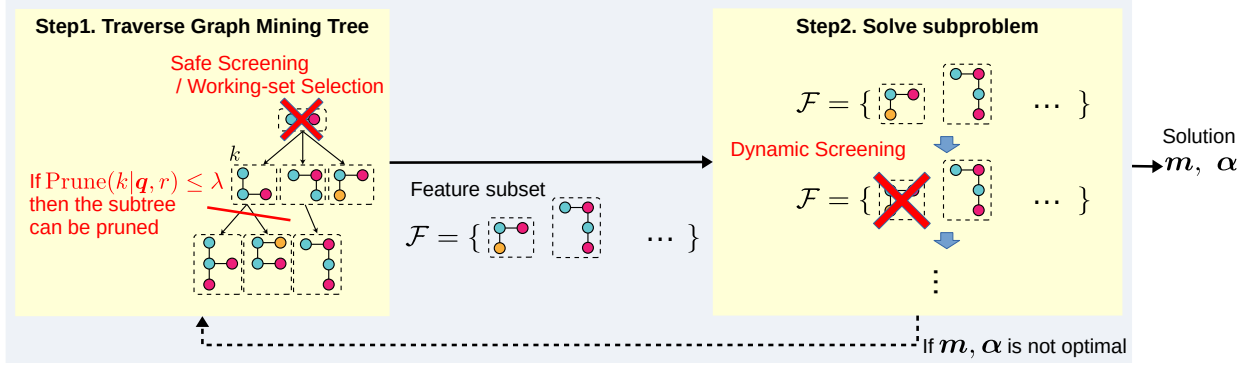 Step1. Traverse Graph Mining Tree
Safe Screening
/ Working-set Selection
k
If Prune(k|q, r) ≤ λ
then the subtree
can be pruned
Feature subset
ℱ = { ⋯ }
Step2. Solve subproblem
ℱ = { ⋯ }
Dynamic Screening
ℱ = { ⋯ }
⋮
If m, α is not optimal
Solution
m, α